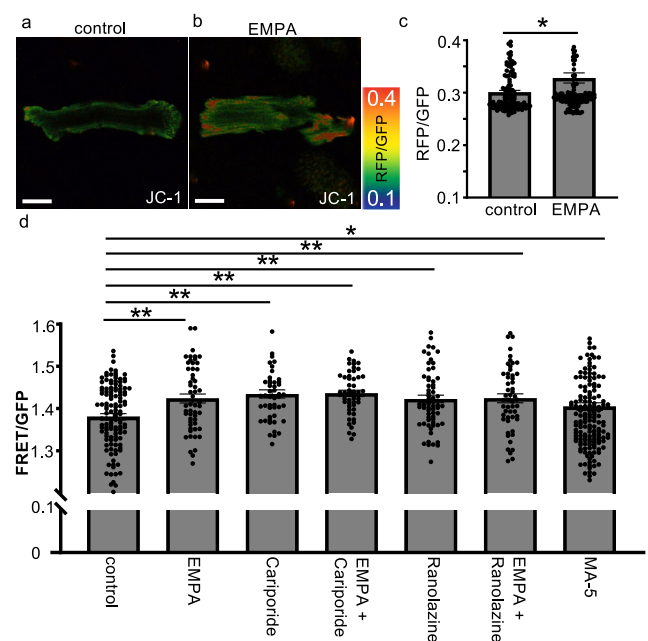 a
control
b
EMPA
c
JC-1
JC-1
0.4
RFP/GFP
0.1
*
RFP/GFP
0.4
0.3
0.2
0.1
control
EMPA
d
*
**
**
**
**
**
FRET/GFP
1.6
1.5
1.4
1.3
0.1
0
control
EMPA
Cariporide
EMPA +
Cariporide
Ranolazine
EMPA +
Ranolazine
MA-5